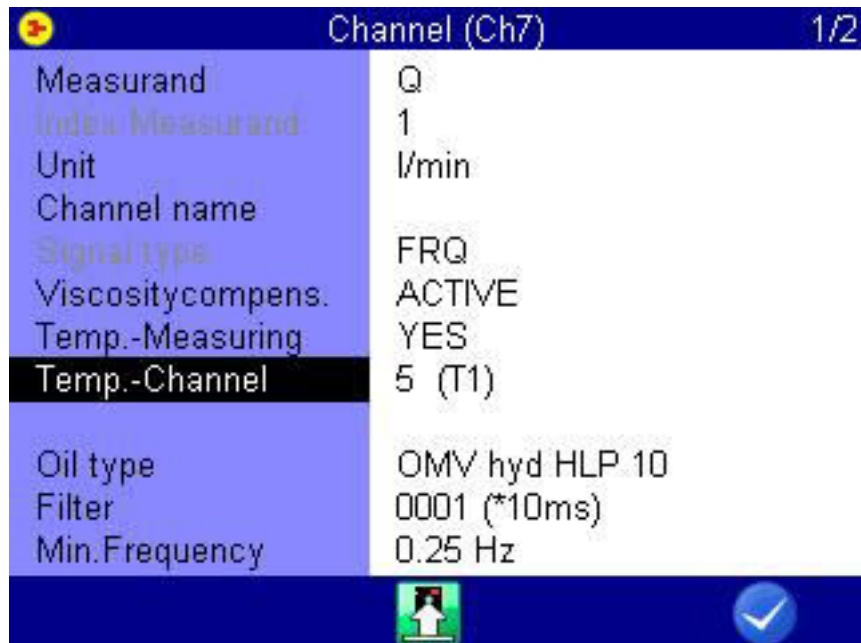 Channel (Ch7) 1/2
Measurand Q
Index Measurand 1
Unit l/min
Channel name
Signal type FRQ
Viscositycompens. ACTIVE
Temp.-Measuring YES
Temp.-Channel 5 (T1)
Oil type OMV hyd HLP 10
Filter 0001 (*10ms)
Min.Frequency 0.25 Hz